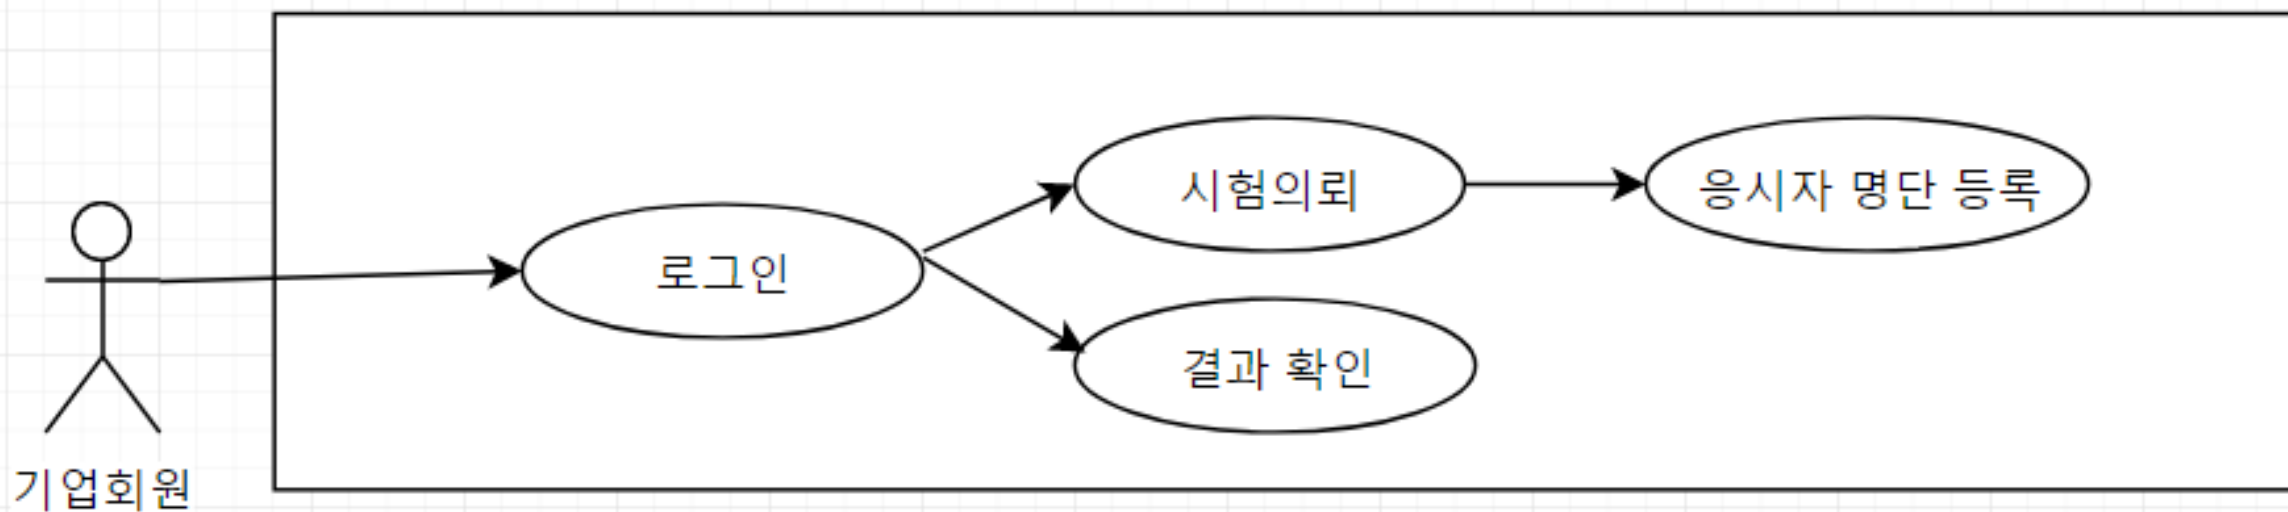 시험의뢰
응시자 명단 등록
로그인
결과 확인
기업회원